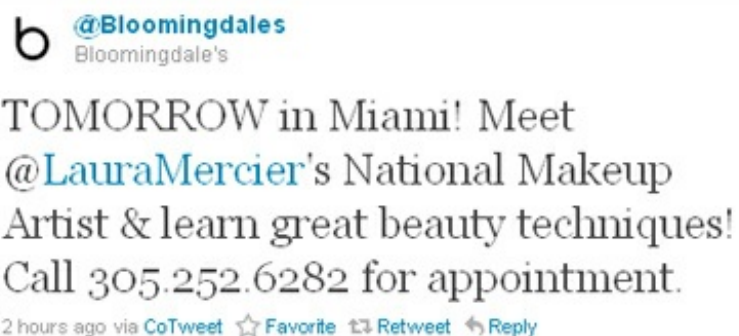 b @Bloomingdales
Bloomingdale's
TOMORROW in Miami! Meet
@LauraMercier's National Makeup
Artist & learn great beauty techniques!
Call 305.252.6282 for appointment.
2 hours ago via CoTweet Favorite Retweet Reply